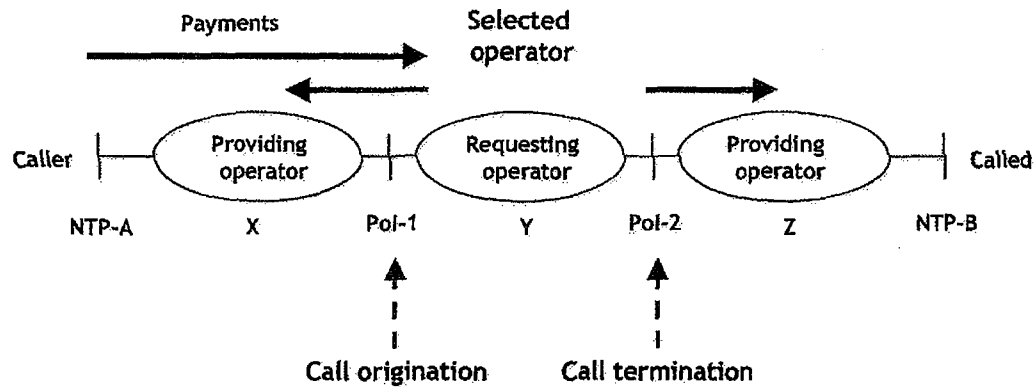 Payments
Selected
operator
Caller
Providing
operator
Requesting
operator
Providing
operator
Called
NTP-A
X
PoI-1
Y
PoI-2
Z
NTP-B
Call origination
Call termination